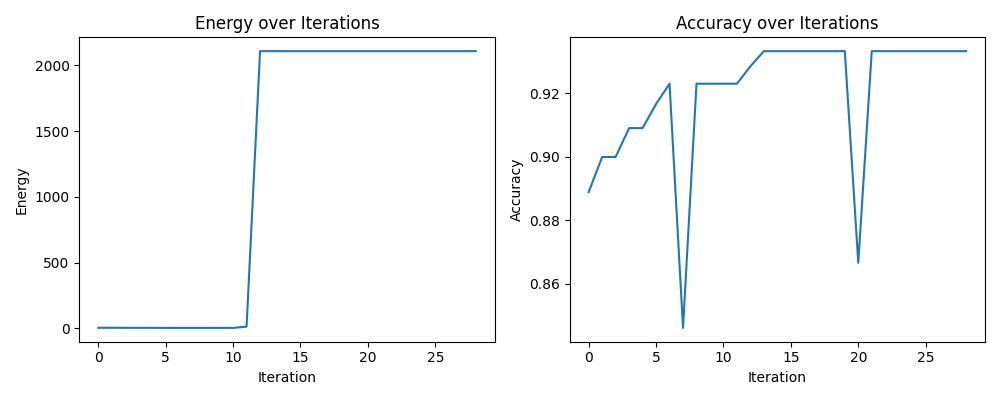 Energy over Iterations
Energy
2000
1500
1000
500
0
0 5 10 15 20 25
Iteration
Accuracy over Iterations
Accuracy
0.92
0.90
0.88
0.86
0 5 10 15 20 25
Iteration